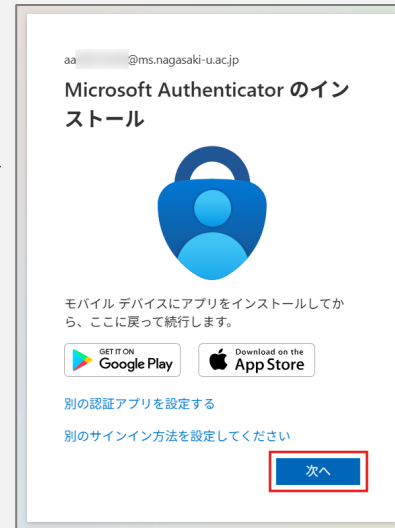 aa @ms.nagasaki-u.ac.jp
Microsoft Authenticator のイン
ストール
モバイル デバイスにアプリをインストールしてか
ら、ここに戻って続行します。
GET IT ON
Google Play
Download on the
App Store
別の認証アプリを設定する
別のサインイン方法を設定してください
次へ